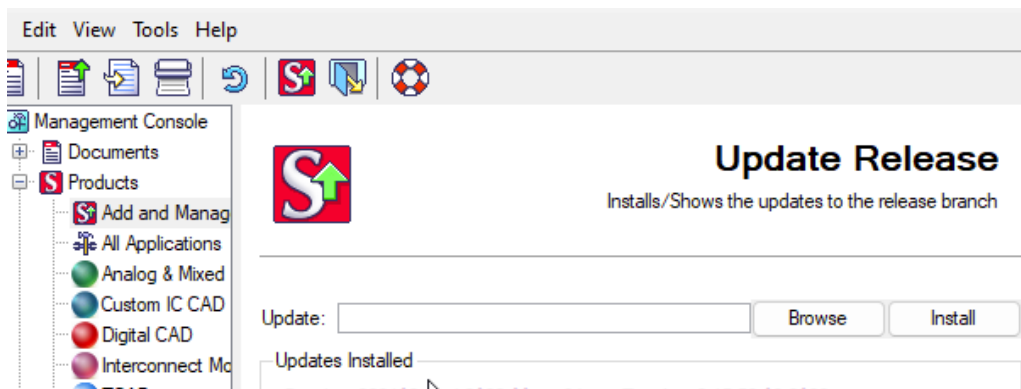 Edit View Tools Help
Management Console
Documents
Products
Add and Manag
All Applications
Analog & Mixed
Custom IC CAD
Digital CAD
Interconnect Mo
Update Release
Installs/Shows the updates to the release branch
Update:
Browse
Install
Updates Installed